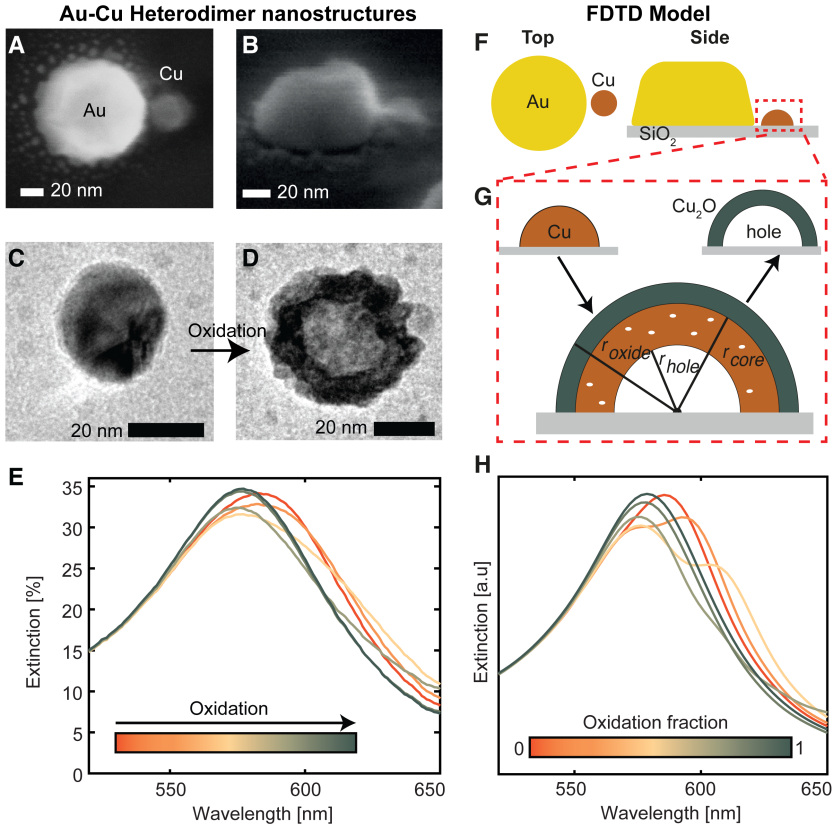 Au-Cu Heterodimer nanostructures
A
Cu
Au
20 nm
B
20 nm
C
20 nm
Oxidation
D
20 nm
E
35
30
25
20
15
10
5
0
Extinction [%]
Oxidation
550
600
650
Wavelength [nm]
FDTD Model
F
Top
Side
Au
Cu
SiO2
G
Cu
Cu2O
hole
roxide
rhole
rcore
H
Extinction [a.u]
Oxidation fraction
0
1
550
600
650
Wavelength [nm]